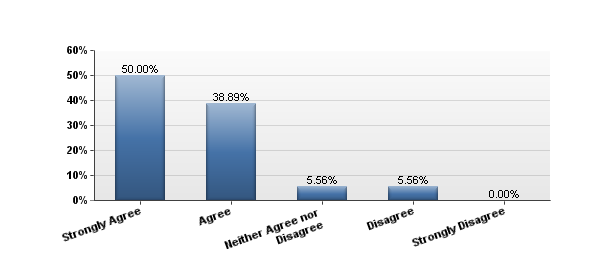 60%
50%
40%
30%
20%
10%
0%
50.00%
38.89%
5.56%
5.56%
0.00%
Strongly Agree
Agree
Neither Agree nor
Disagree
Disagree
Strongly Disagree